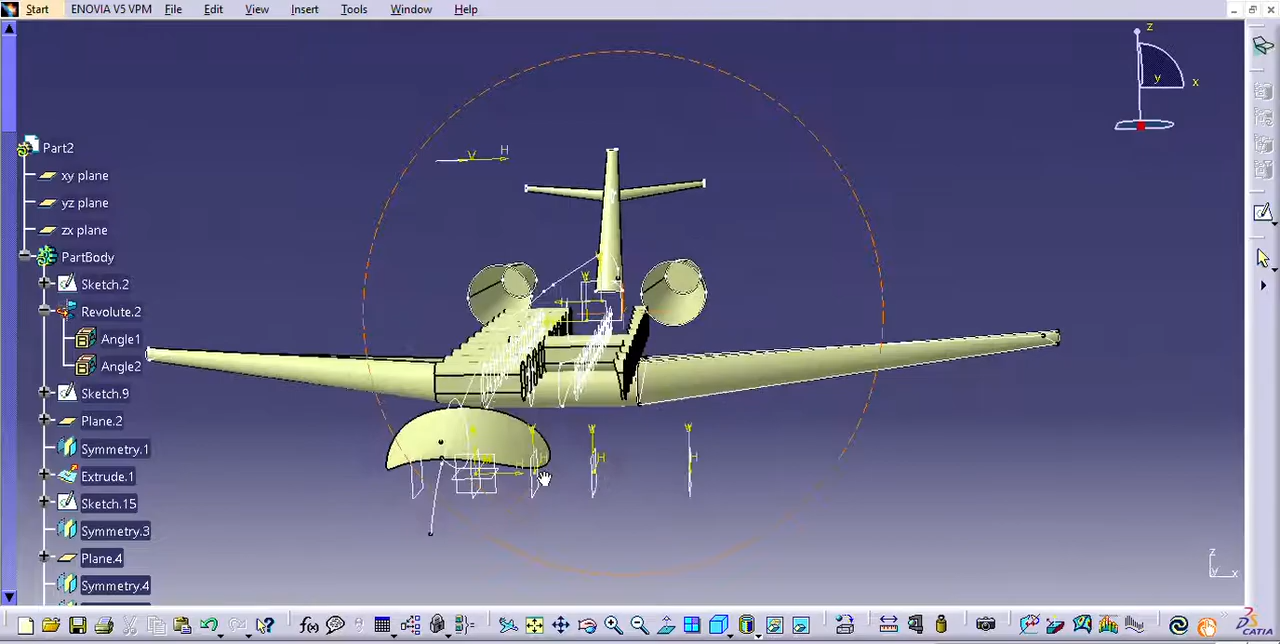 Start ENOVIA V5 VPM File Edit View Insert Tools Window Help
z
y x
V H
Part2
xy plane
yz plane
zx plane
PartBody
Sketch.2
Revolute.2
Angle1
Angle2
Sketch.9
Plane.2
Symmetry.1
Extrude.1
Sketch.15
Symmetry.3
Plane.4
Symmetry.4
V
V V V
H H H
z
y x
f(x)
CATIA